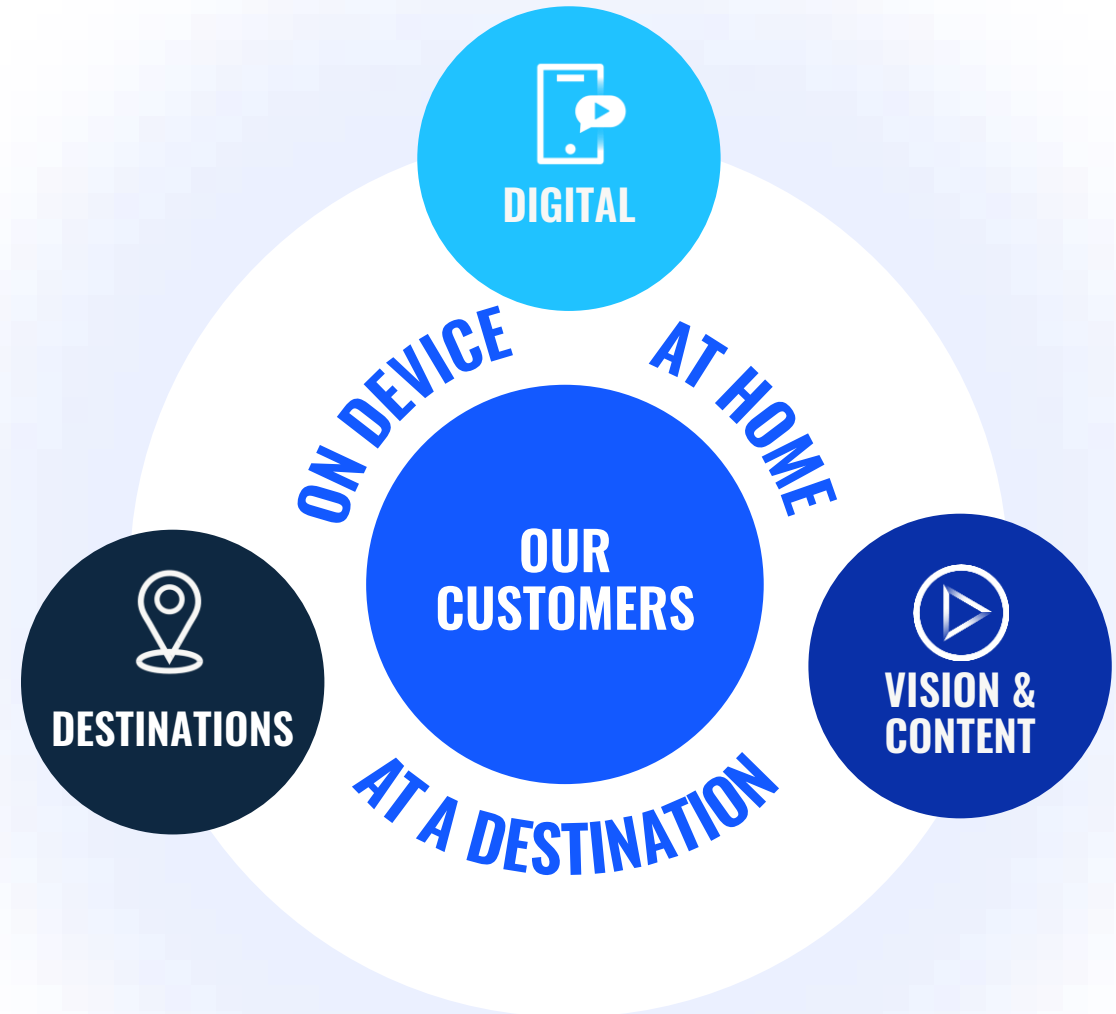 DIGITAL
ON DEVICE
AT HOME
OUR
CUSTOMERS
DESTINATIONS
VISION &
CONTENT
AT A DESTINATION